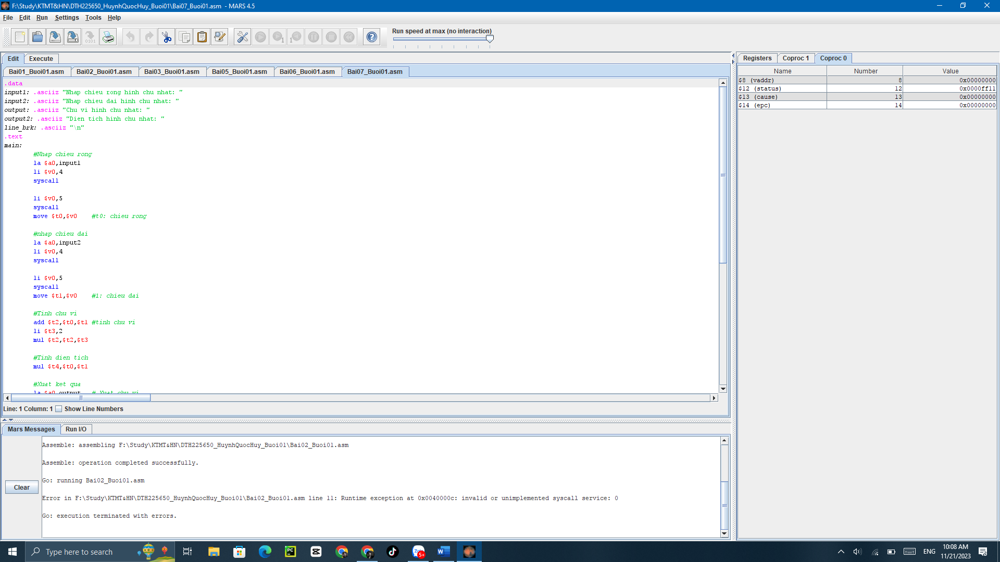 F:\Study\KTMT&HN\DTH225650_HuynhQuocHuy_Buoi01\Bai07_Buoi01.asm - MARS 4.5
File Edit Run Settings Tools Help
Run speed at max (no interaction)
Edit Execute
Bai01_Buoi01.asm Bai02_Buoi01.asm Bai03_Buoi01.asm Bai05_Buoi01.asm Bai06_Buoi01.asm Bai07_Buoi01.asm
.data
input1: .asciiz "Nhap chieu rong hinh chu nhat: "
input2: .asciiz "Nhap chieu dai hinh chu nhat: "
output: .asciiz "Chu vi hinh chu nhat: "
output2: .asciiz "Dien tich hinh chu nhat: "
line_brk: .asciiz "\n"
.text
main:
#Nhap chieu rong
la $a0,input1
li $v0,4
syscall
li $v0,5
syscall
move $t0,$v0 #t0: chieu rong
#nhap chieu dai
la $a0,input2
li $v0,4
syscall
li $v0,5
syscall
move $t1,$v0 #1: chieu dai
#Tinh chu vi
add $t2,$t0,$t1 #tinh chu vi
li $t3,2
mul $t2,$t2,$t3
#Tinh dien tich
mul $t4,$t0,$t1
#Xuat ket qua
la $a0,output # Xuat chu vi
Line: 1 Column: 1 Show Line Numbers
Mars Messages Run I/O
Assemble: assembling F:\Study\KTMT&HN\DTH225650_HuynhQuocHuy_Buoi01\Bai02_Buoi01.asm
Assemble: operation completed successfully.
Go: running Bai02_Buoi01.asm
Error in F:\Study\KTMT&HN\DTH225650_HuynhQuocHuy_Buoi01\Bai02_Buoi01.asm line 11: Runtime exception at 0x0040000c: invalid or unimplemented syscall service: 0
Go: execution terminated with errors.
Clear
Registers Coproc 1 Coproc 0
Name Number Value
$8 (vaddr) 8 0x00000000
$12 (status) 12 0x0000ff11
$13 (cause) 13 0x00000000
$14 (epc) 14 0x00000000
Type here to search
PC
Zalo
5+
W
ENG
10:08 AM
11/21/2023